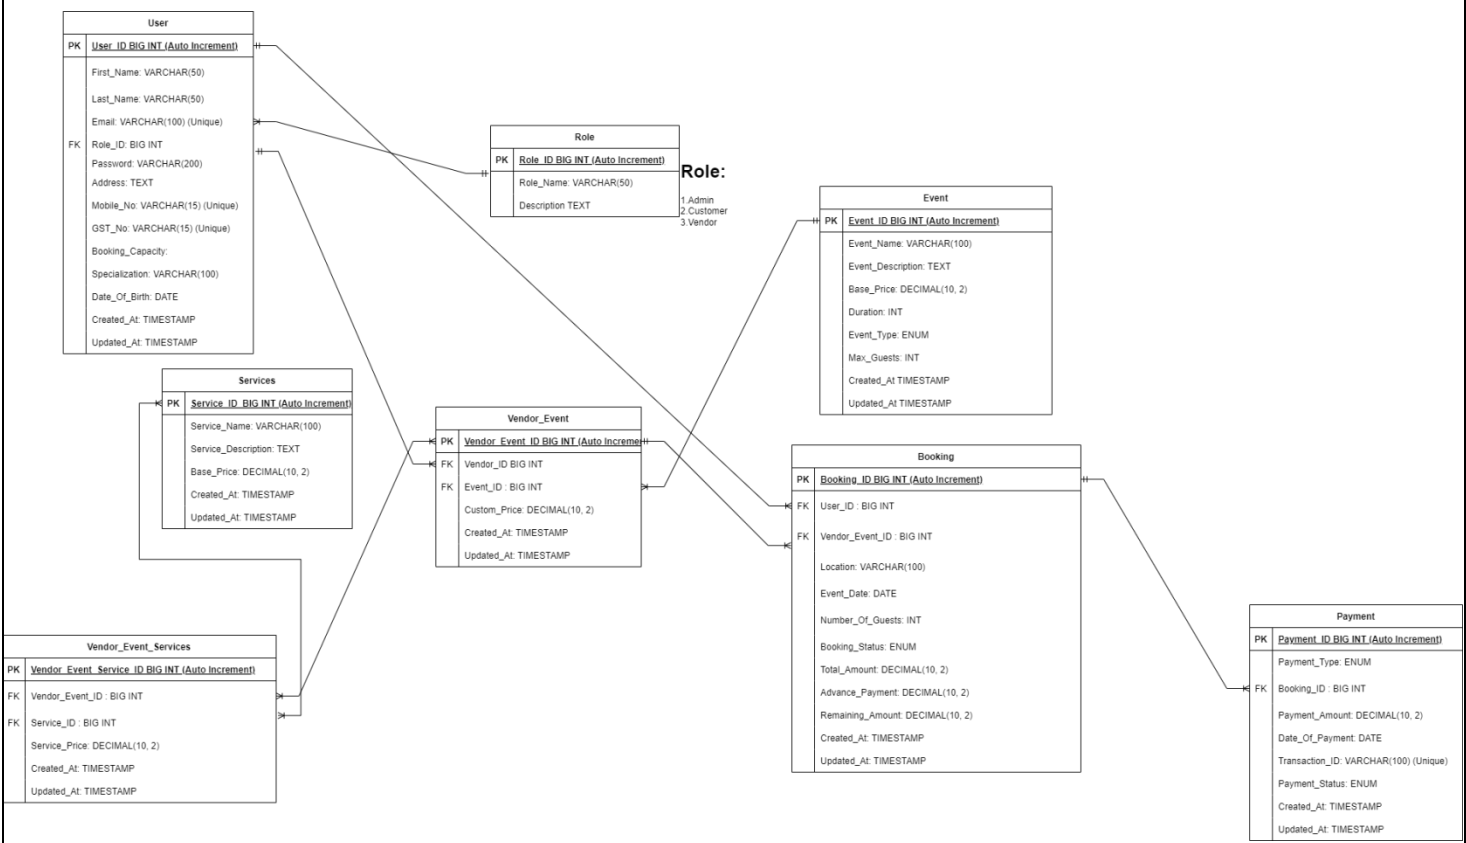 User
PK User_ID BIG INT (Auto Increment)
First_Name: VARCHAR(50)
Last_Name: VARCHAR(50)
Email: VARCHAR(100) (Unique)
FK Role_ID: BIG INT
Password: VARCHAR(200)
Address: TEXT
Mobile_No: VARCHAR(15) (Unique)
GST_No: VARCHAR(15) (Unique)
Booking_Capacity:
Specialization: VARCHAR(100)
Date_Of_Birth: DATE
Created_At: TIMESTAMP
Updated_At: TIMESTAMP
Role
PK Role_ID BIG INT (Auto Increment)
Role_Name: VARCHAR(50)
Description TEXT
Role:
1.Admin
2.Customer
3.Vendor
Event
PK Event_ID BIG INT (Auto Increment)
Event_Name: VARCHAR(100)
Event_Description: TEXT
Base_Price: DECIMAL(10, 2)
Duration: INT
Event_Type: ENUM
Max_Guests: INT
Created_At TIMESTAMP
Updated_At TIMESTAMP
Services
PK Service_ID BIG INT (Auto Increment)
Service_Name: VARCHAR(100)
Service_Description: TEXT
Base_Price: DECIMAL(10, 2)
Created_At: TIMESTAMP
Updated_At: TIMESTAMP
Vendor_Event
PK Vendor_Event_ID BIG INT (Auto Increme
FK Vendor_ID BIG INT
FK Event_ID : BIG INT
Custom_Price: DECIMAL(10, 2)
Created_At: TIMESTAMP
Updated_At: TIMESTAMP
Booking
PK Booking_ID BIG INT (Auto Increment)
FK User_ID : BIG INT
FK Vendor_Event_ID : BIG INT
Location: VARCHAR(100)
Event_Date: DATE
Number_Of_Guests: INT
Booking_Status: ENUM
Total_Amount: DECIMAL(10, 2)
Advance_Payment: DECIMAL(10, 2)
Remaining_Amount: DECIMAL(10, 2)
Created_At: TIMESTAMP
Updated_At: TIMESTAMP
Vendor_Event_Services
PK Vendor_Event_Service_ID BIG INT (Auto Increment)
FK Vendor_Event_ID : BIG INT
FK Service_ID : BIG INT
Service_Price: DECIMAL(10, 2)
Created_At: TIMESTAMP
Updated_At: TIMESTAMP
Payment
PK Payment_ID BIG INT (Auto Increment)
Payment_Type: ENUM
FK Booking_ID : BIG INT
Payment_Amount: DECIMAL(10, 2)
Date_Of_Payment: DATE
Transaction_ID: VARCHAR(100) (Unique)
Payment_Status: ENUM
Created_At: TIMESTAMP
Updated_At: TIMESTAMP